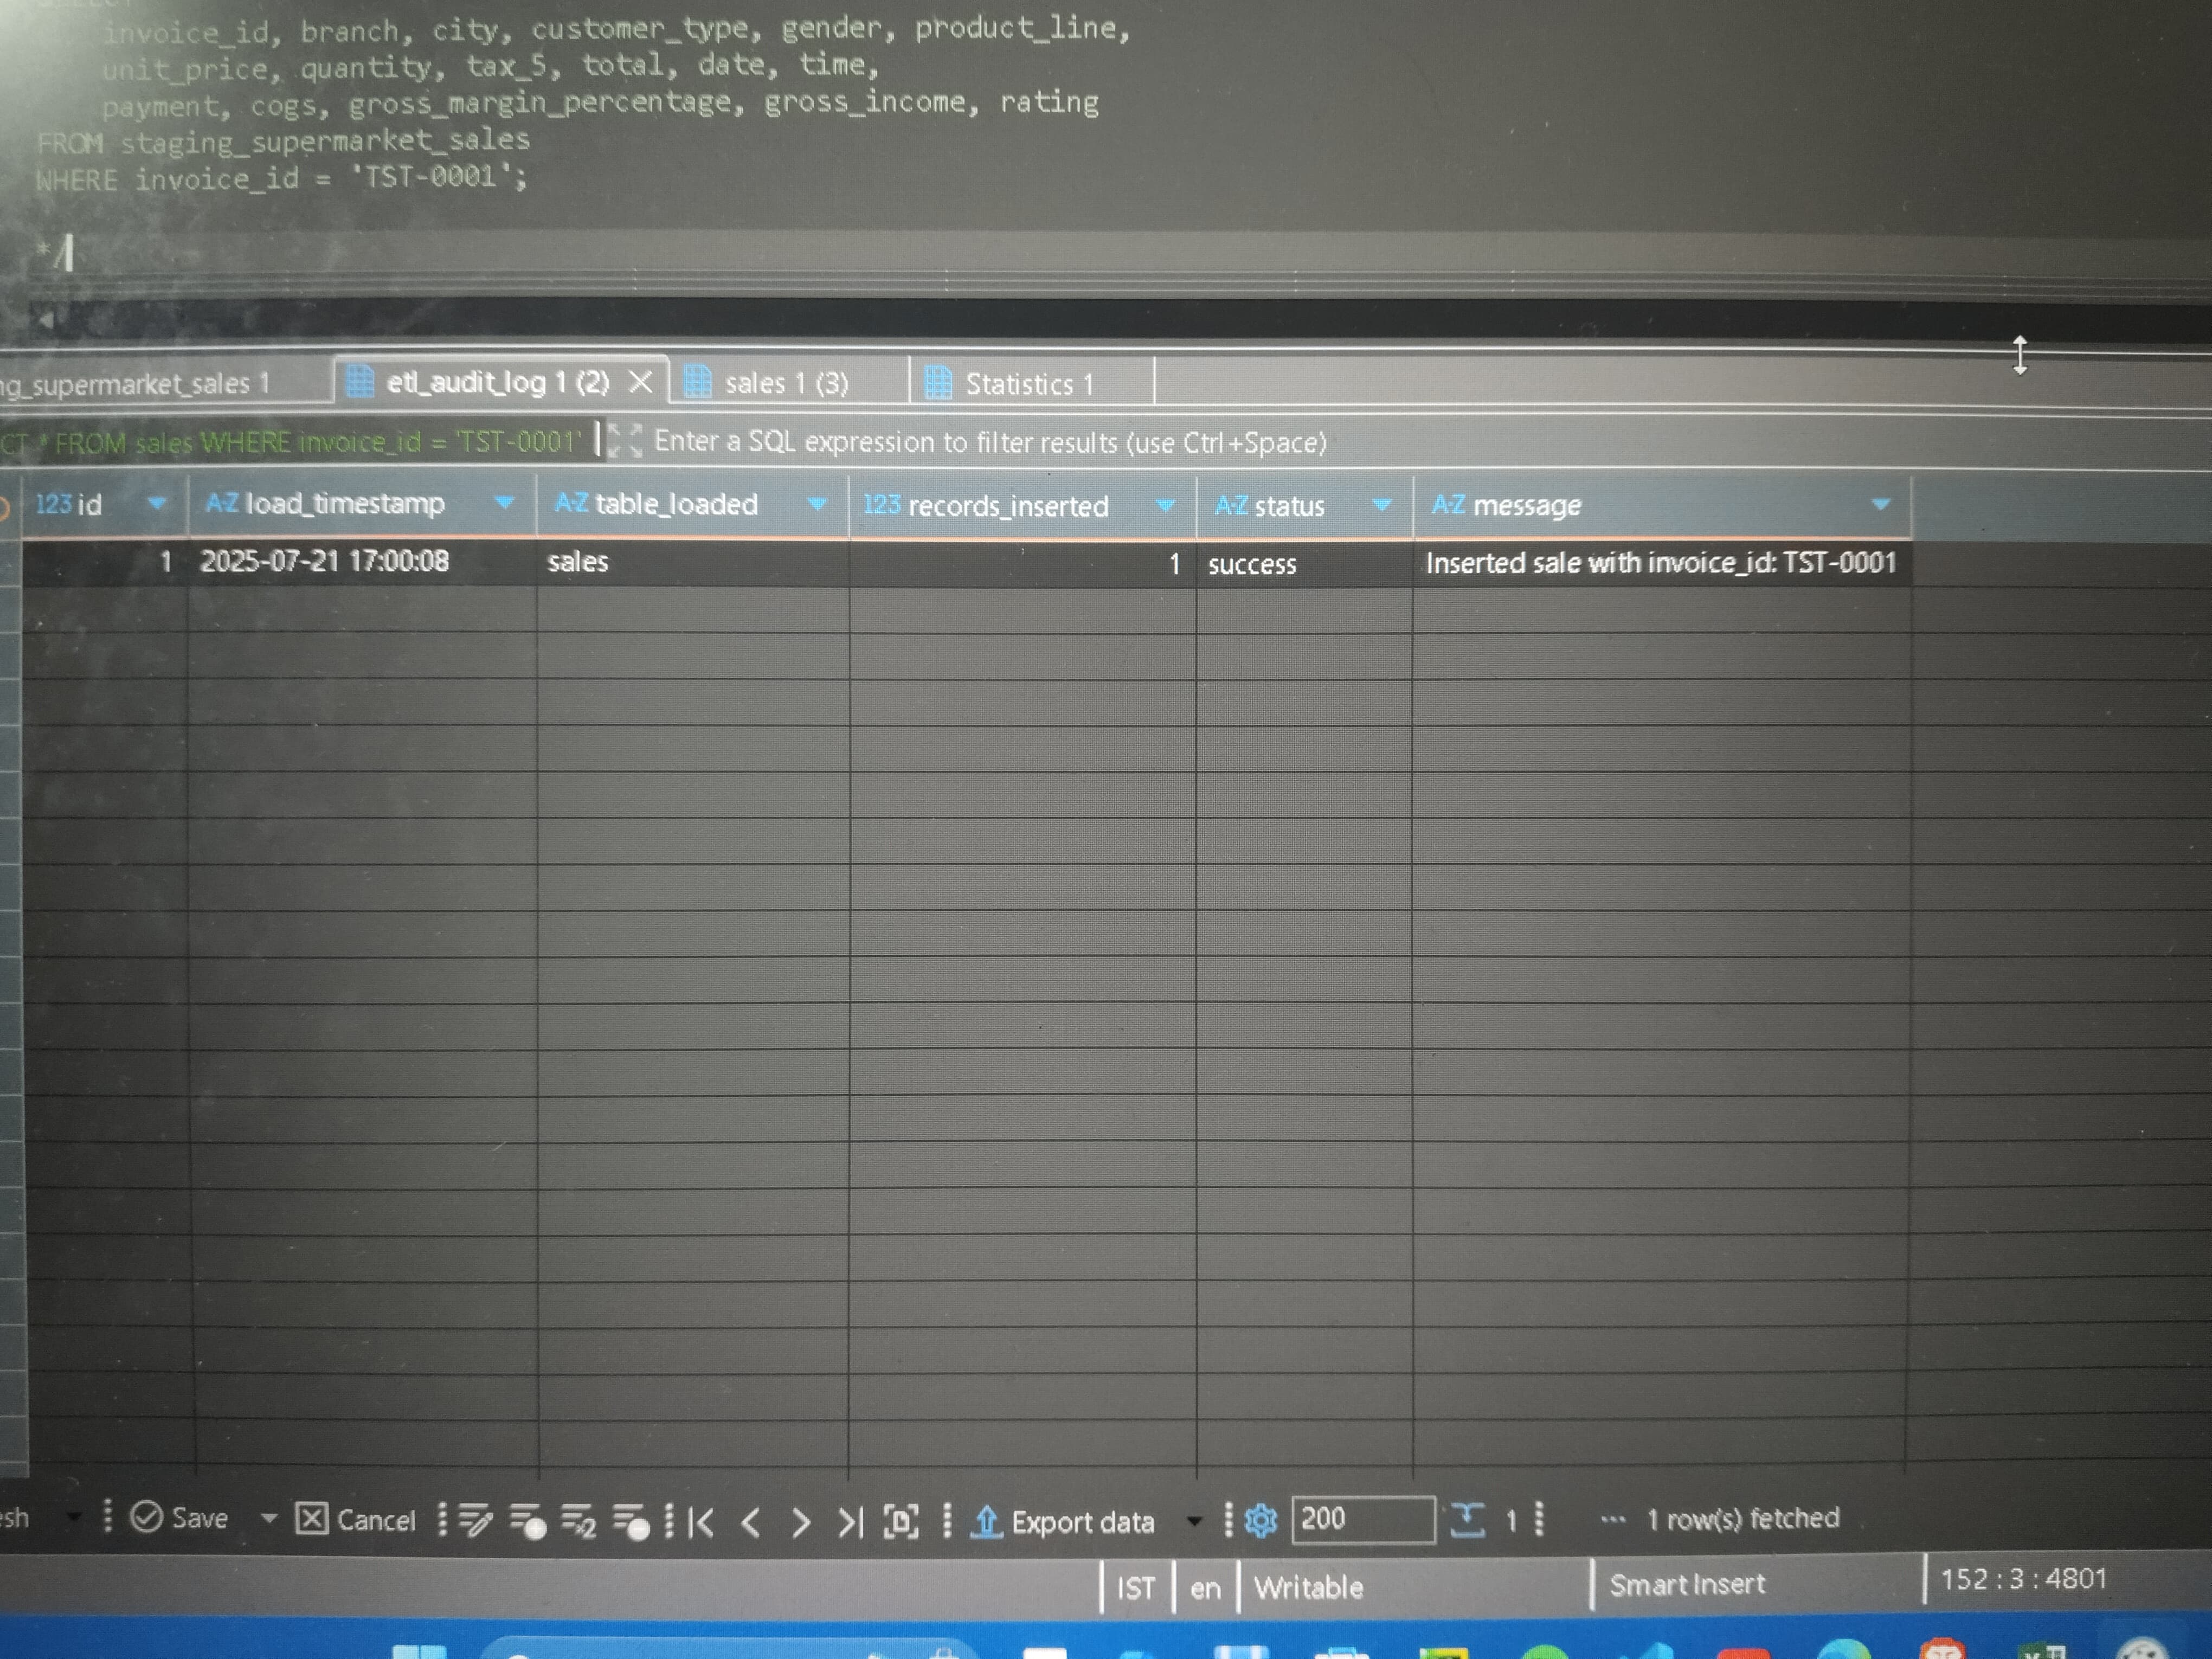 invoice_id, branch, city, customer_type, gender, product_line,
unit_price, quantity, tax_5, total, date, time,
payment, cogs, gross_margin_percentage, gross_income, rating
FROM staging_supermarket_sales
WHERE invoice_id = 'TST-0001';
*/
ng_supermarket_sales 1 etl_audit_log 1 (2) sales 1 (3) Statistics 1
CT * FROM sales WHERE invoice_id = 'TST-0001' Enter a SQL expression to filter results (use Ctrl+Space)
123 id A-Z load_timestamp A-Z table_loaded 123 records_inserted A-Z status A-Z message
1 2025-07-21 17:00:08 sales 1 success Inserted sale with invoice_id: TST-0001
esh Save Cancel Export data 200 1 ... 1 row(s) fetched
IST en Writable Smart Insert 152 : 3 : 4801